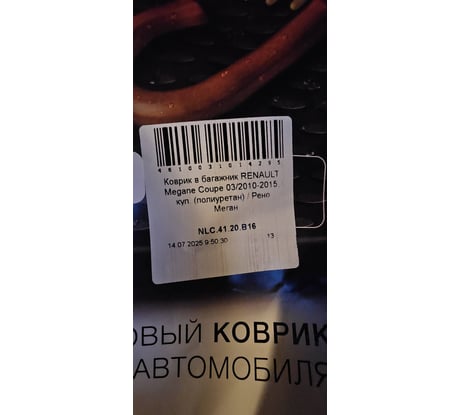 4610031014295
Коврик в багажник RENAULT
Megane Coupe 03/2010-2015,
куп. (полиуретан) / Рено
Меган
NLC.41.20.B16
14.07.2025 9:50:30 13
ОВЫЙ КОВРИК
АВТОМОБИЛЯ